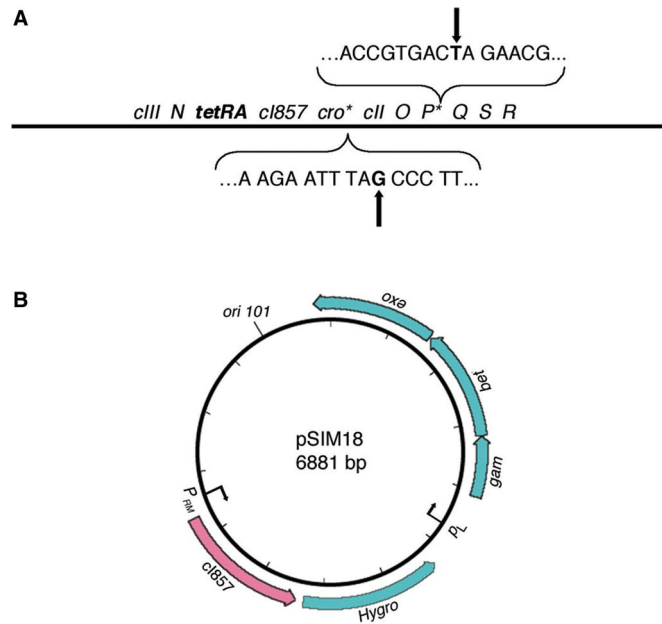 A
...ACCGTGACTA GAACG...
cIII N tetRA cI857 cro* cII O P* Q S R
...A AGA ATT TAG CCC TT...
B
ori 101
exo
bet
gam
pSIM18
6881 bp
PRM
pL
cI857
Hygro